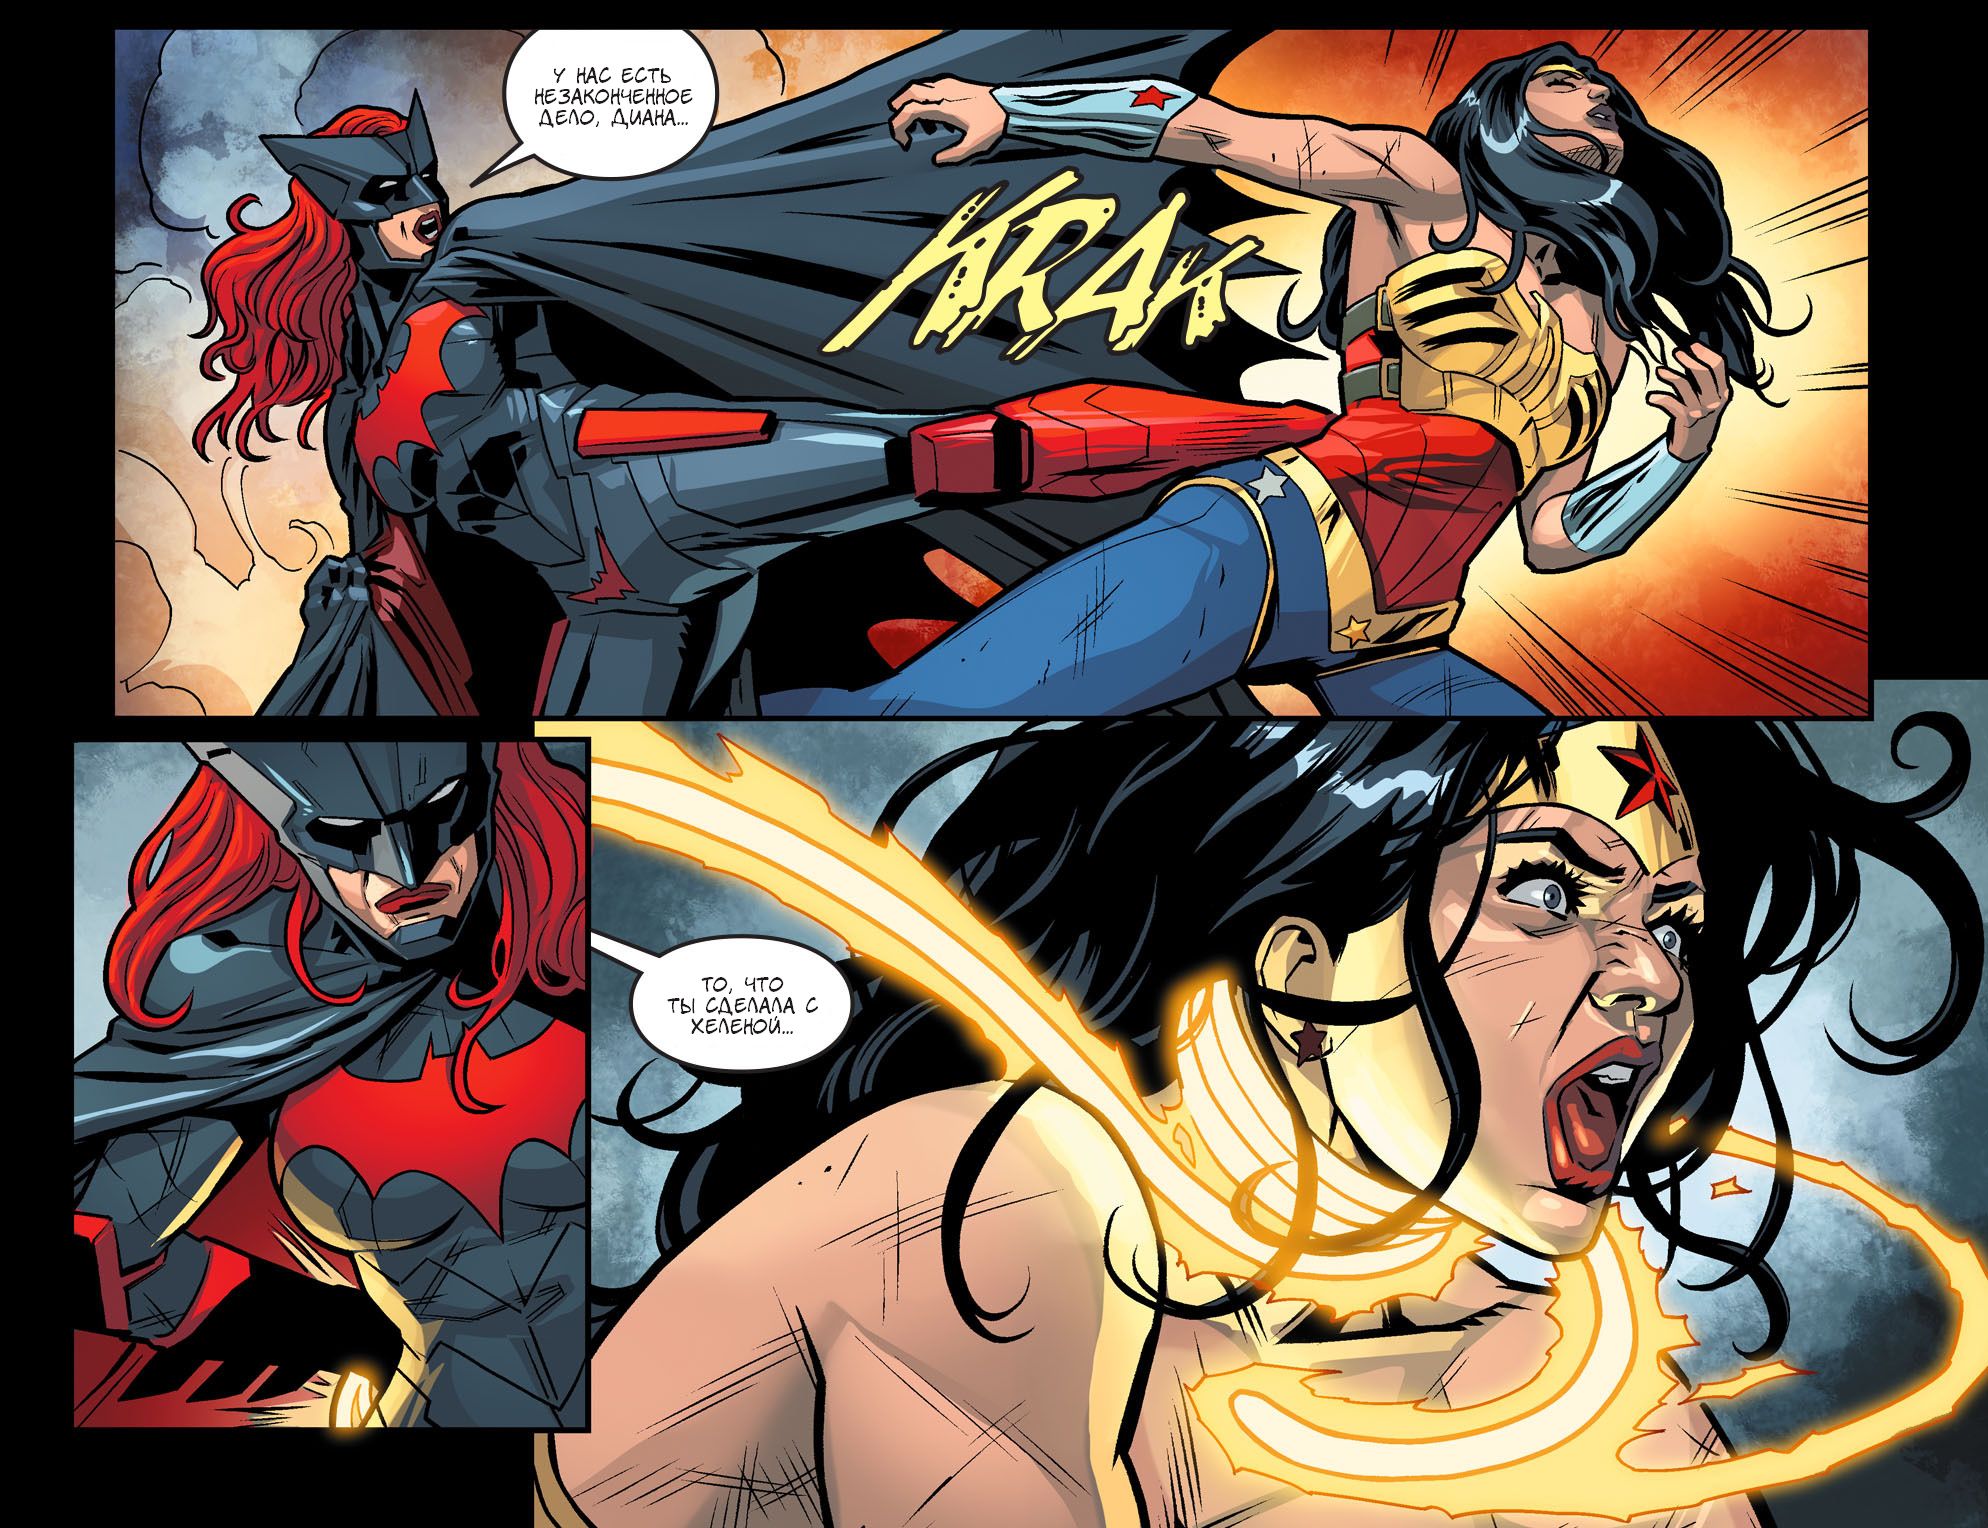 У НАС ЕСТЬ
НЕЗАКОНЧЕННОЕ
ДЕЛО, ДИАНА...
KRAK
ТО, ЧТО
ТЫ СДЕЛАЛА С
ХЕЛЕНОЙ...